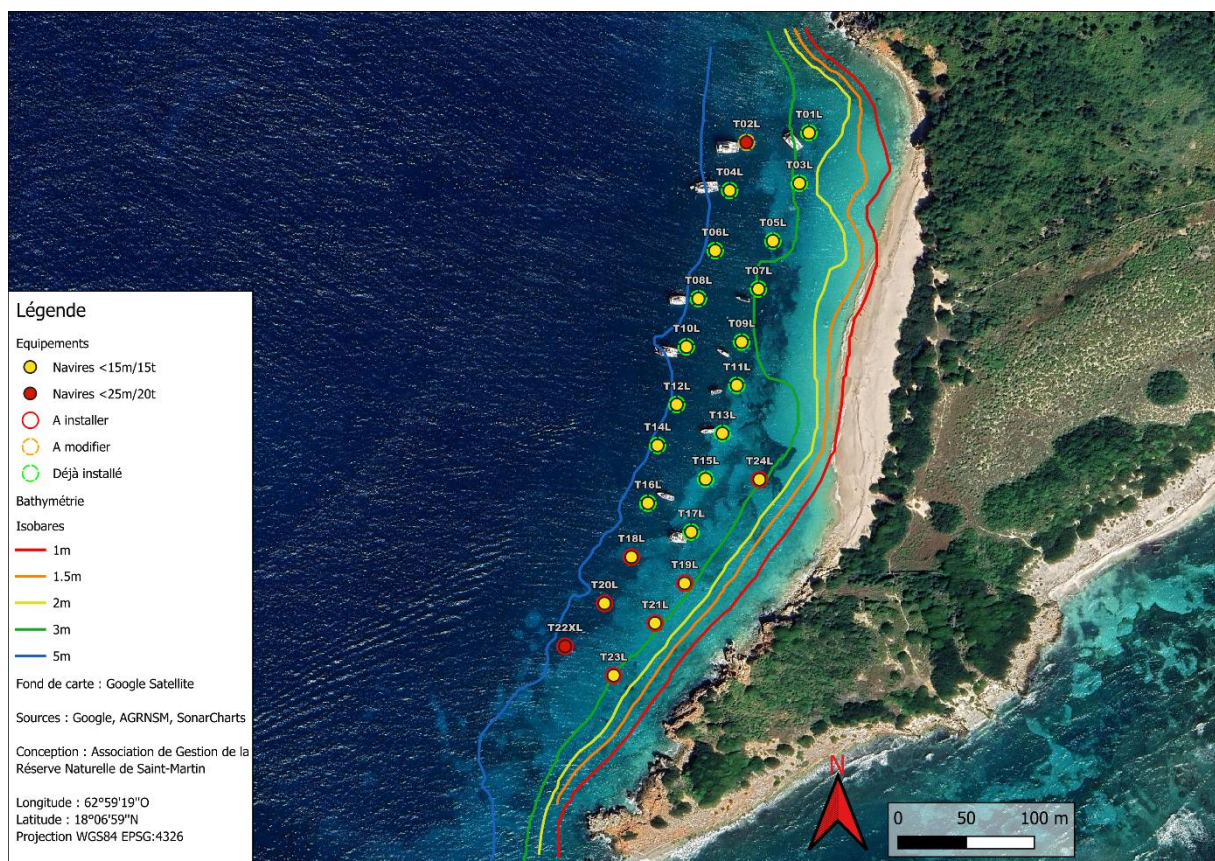 T01L
T02L
T03L
T04L
T05L
T06L
T07L
T08L
T09L
T10L
T11L
T12L
T13L
T14L
T15L
T24L
T16L
T17L
T18L
T19L
T20L
T21L
T22XL
T23L
Légende
Equipements
Navires <15m/15t
Navires <25m/20t
A installer
A modifier
Déjà installé
Bathymétrie
Isobares
1m
1.5m
2m
3m
5m
Fond de carte : Google Satellite
Sources : Google, AGRNSM, SonarCharts
Conception : Association de Gestion de la
Réserve Naturelle de Saint-Martin
Longitude : 62°59'19''O
Latitude : 18°06'59''N
Projection WGS84 EPSG:4326
N
0 50 100 m